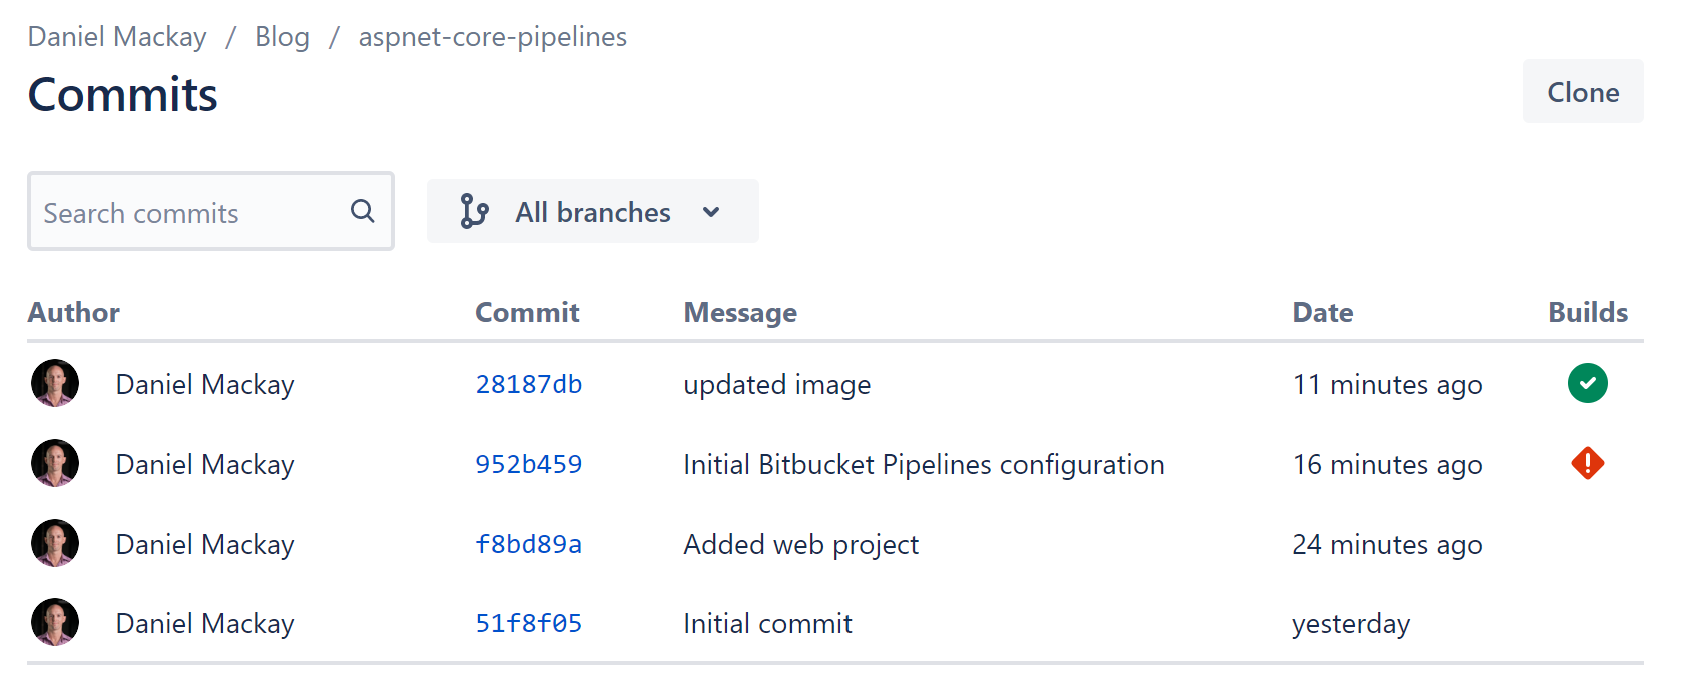 Daniel Mackay / Blog / aspnet-core-pipelines
Commits
Clone
Search commits
All branches
Author Commit Message Date Builds
Daniel Mackay 28187db updated image 11 minutes ago
Daniel Mackay 952b459 Initial Bitbucket Pipelines configuration 16 minutes ago
Daniel Mackay f8bd89a Added web project 24 minutes ago
Daniel Mackay 51f8f05 Initial commit yesterday